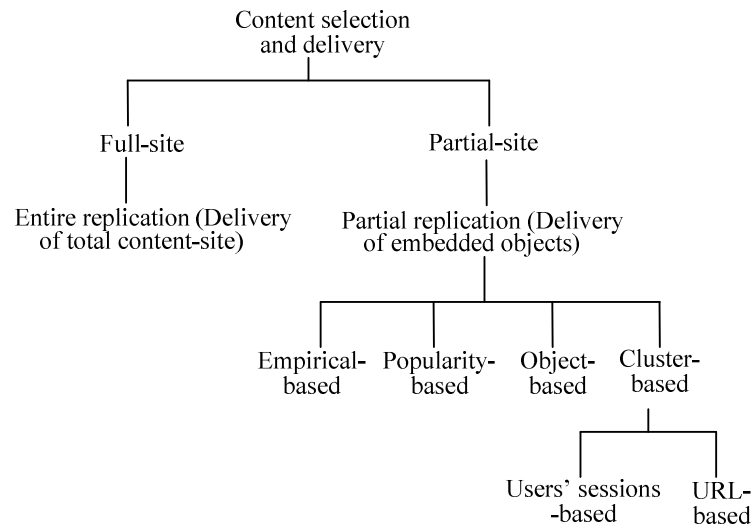 Content selection
and delivery
Full-site
Partial-site
Entire replication (Delivery
of total content-site)
Partial replication (Delivery
of embedded objects)
Empirical-
based
Popularity-
based
Object-
based
Cluster-
based
Users' sessions
-based
URL-
based